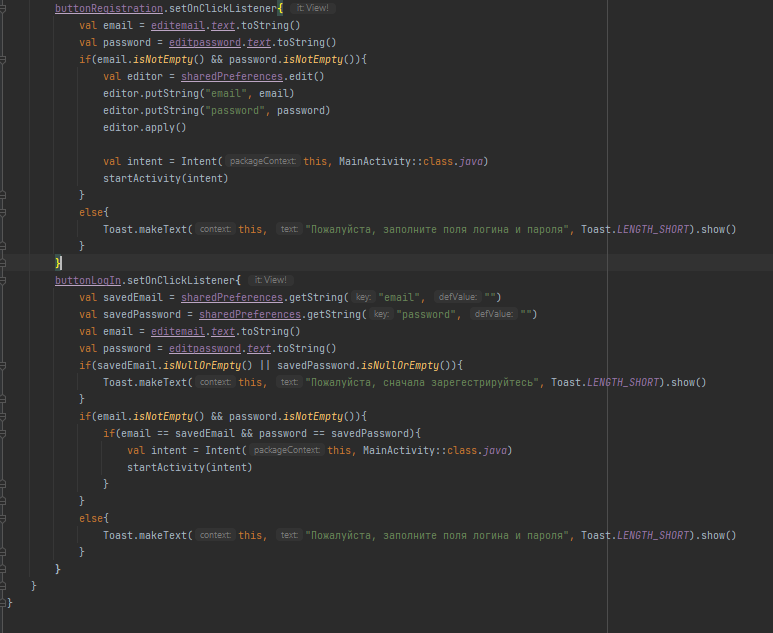 buttonRegistration.setOnClickListener{ it: View!
val email = editemail.text.toString()
val password = editpassword.text.toString()
if(email.isNotEmpty() && password.isNotEmpty()){
val editor = sharedPreferences.edit()
editor.putString("email", email)
editor.putString("password", password)
editor.apply()
val intent = Intent( packageContext: this, MainActivity::class.java)
startActivity(intent)
}
else{
Toast.makeText( context: this, text: "Пожалуйста, заполните поля логина и пароля", Toast.LENGTH_SHORT).show()
}
}
buttonLogIn.setOnClickListener{ it: View!
val savedEmail = sharedPreferences.getString( key: "email", defValue: "")
val savedPassword = sharedPreferences.getString( key: "password", defValue: "")
val email = editemail.text.toString()
val password = editpassword.text.toString()
if(savedEmail.isNullOrEmpty() || savedPassword.isNullOrEmpty()){
Toast.makeText( context: this, text: "Пожалуйста, сначала зарегестрируйтесь", Toast.LENGTH_SHORT).show()
}
if(email.isNotEmpty() && password.isNotEmpty()){
if(email == savedEmail && password == savedPassword){
val intent = Intent( packageContext: this, MainActivity::class.java)
startActivity(intent)
}
}
else{
Toast.makeText( context: this, text: "Пожалуйста, заполните поля логина и пароля", Toast.LENGTH_SHORT).show()
}
}
}
}